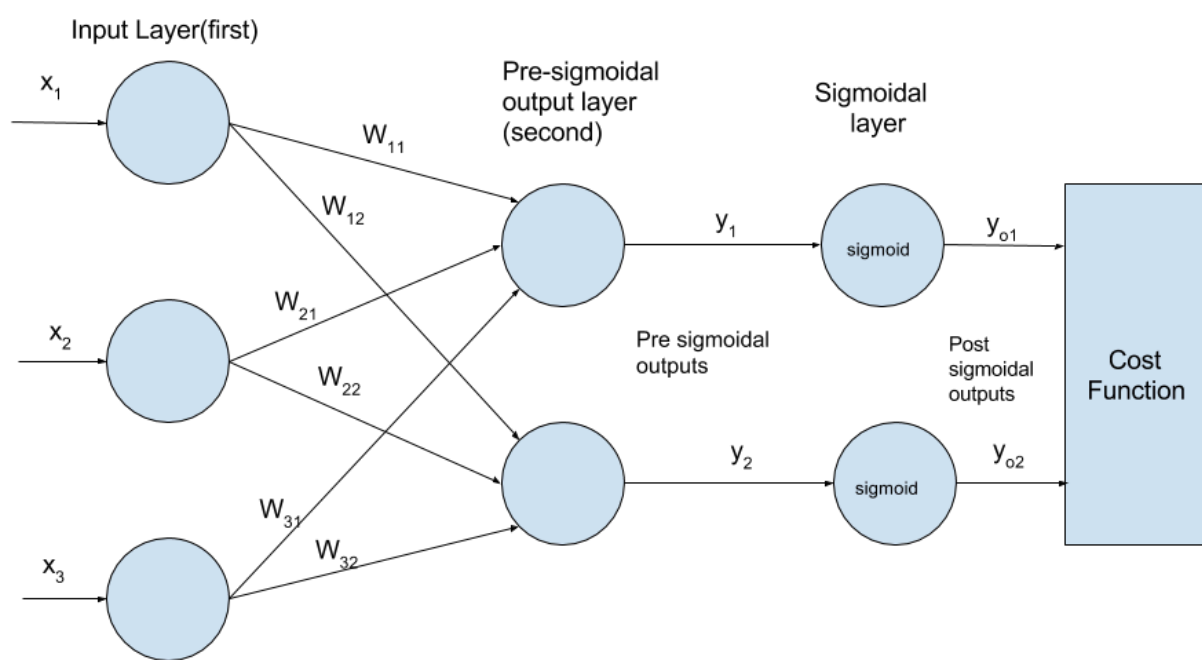 Input Layer(first)
x1
Pre-sigmoidal
output layer
(second)
Sigmoidal
layer
W11
W12
y1
sigmoid
yo1
W21
x2
Pre sigmoidal
outputs
Post
sigmoidal
outputs
Cost
Function
W22
y2
sigmoid
yo2
W31
W32
x3